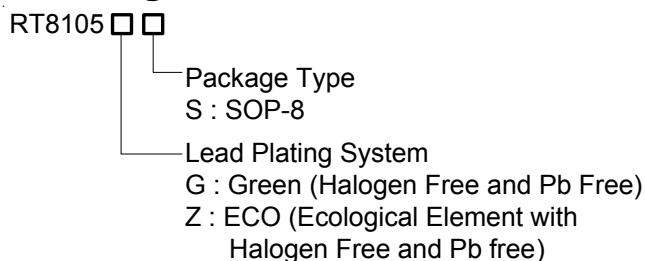 RT8105
Package Type
S : SOP-8
Lead Plating System
G : Green (Halogen Free and Pb Free)
Z : ECO (Ecological Element with
Halogen Free and Pb free)